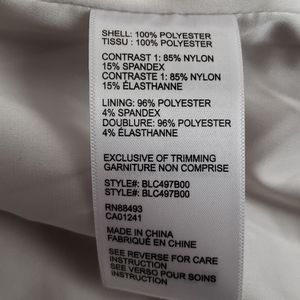 SHELL: 100% POLYESTER
TISSU : 100% POLYESTER
CONTRAST 1: 85% NYLON
15% SPANDEX
CONTRASTE 1: 85% NYLON
15% ÉLASTHANNE
LINING: 96% POLYESTER
4% SPANDEX
DOUBLURE: 96% POLYESTER
4% ÉLASTHANNE
EXCLUSIVE OF TRIMMING
GARNITURE NON COMPRISE
STYLE#: BLC497B00
STYLE#: BLC497B00
RN88493
CA01241
MADE IN CHINA
FABRIQUÉ EN CHINE
SEE REVERSE FOR CARE
INSTRUCTION
SEE VERSO POUR SOINS
INSTRUCTION